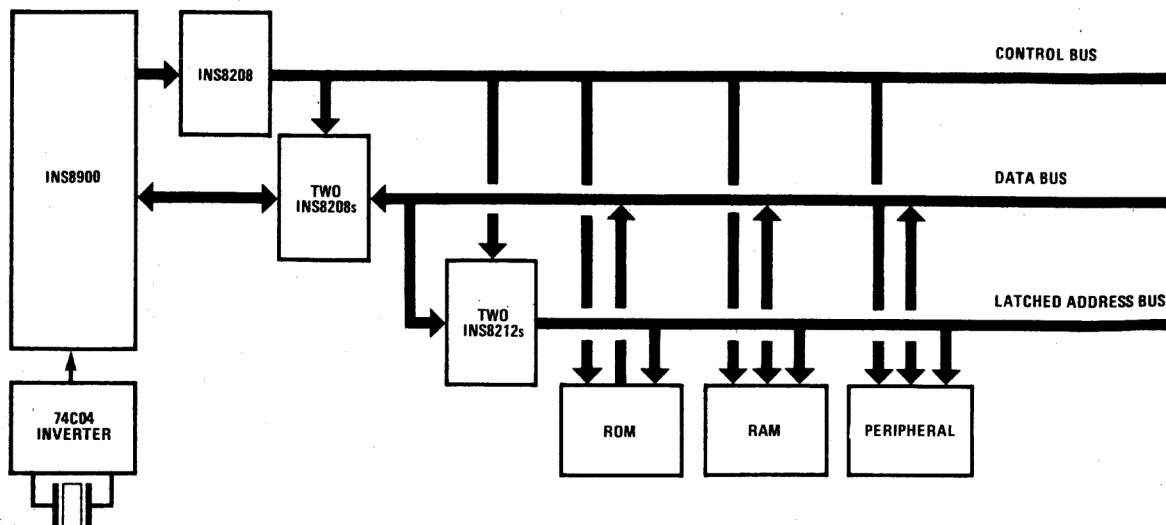 INS8208
CONTROL BUS
INS8900
TWO
INS8208s
DATA BUS
TWO
INS8212s
LATCHED ADDRESS BUS
74C04
INVERTER
ROM
RAM
PERIPHERAL